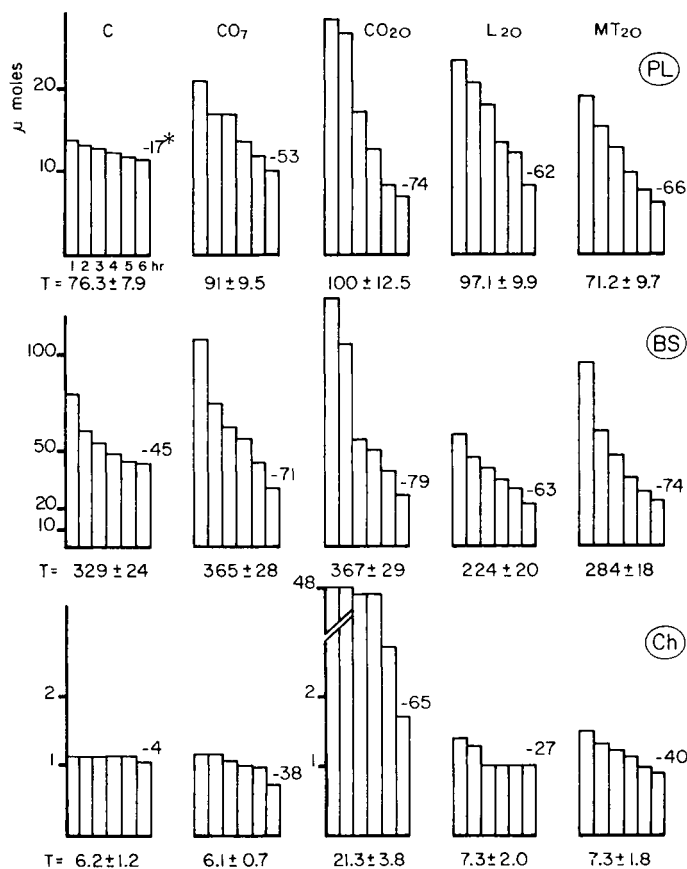 C CO7 CO20 L20 MT20
PL
μ moles
20
10
-17* -53 -74 -62 -66
1 2 3 4 5 6 hr
T = 76.3 ± 7.9 91 ± 9.5 100 ± 12.5 97.1 ± 9.9 71.2 ± 9.7
BS
100
50
20
10
-45 -71 -79 -63 -74
T = 329 ± 24 365 ± 28 367 ± 29 224 ± 20 284 ± 18
48
Ch
2 2
1 1
-4 -38 -65 -27 -40
T = 6.2 ± 1.2 6.1 ± 0.7 21.3 ± 3.8 7.3 ± 2.0 7.3 ± 1.8